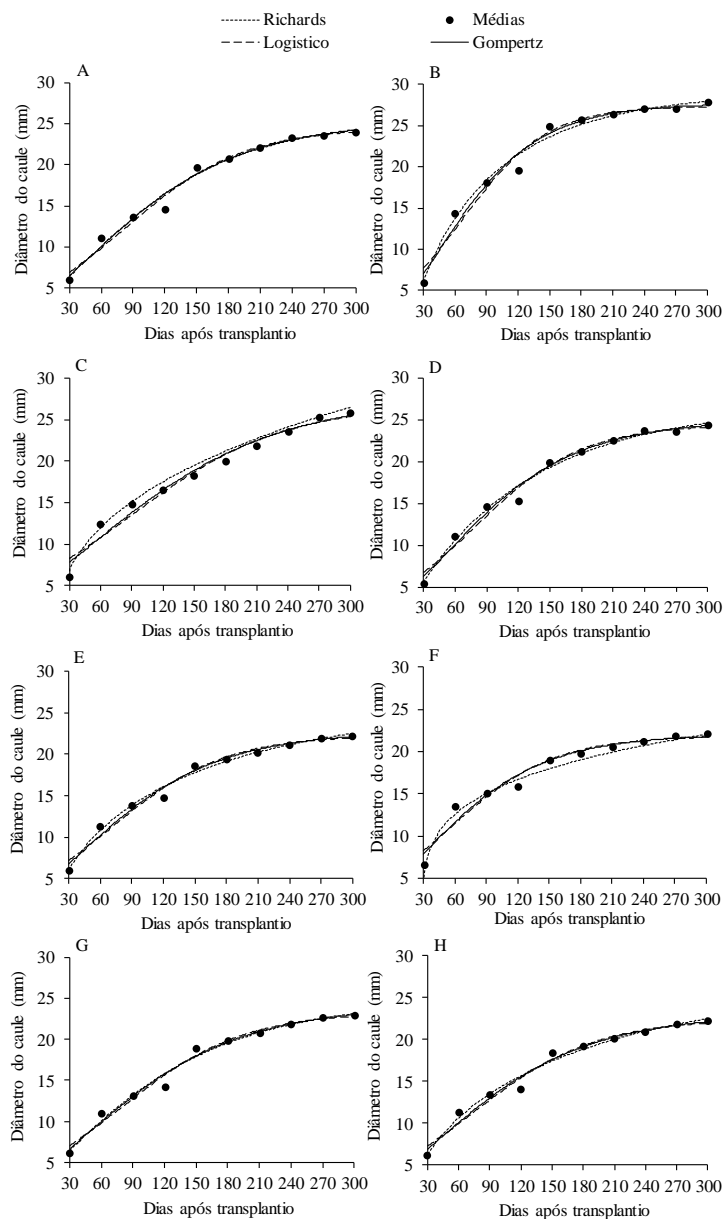 Richards Médias
Logistico Gompertz
A
Diâmetro do caule (mm)
30
25
20
15
10
5
30 60 90 120 150 180 210 240 270 300
Dias após transplantio
B
Diâmetro do caule (mm)
30
25
20
15
10
5
30 60 90 120 150 180 210 240 270 300
Dias após transplantio
C
Diâmetro do caule (mm)
30
25
20
15
10
5
30 60 90 120 150 180 210 240 270 300
Dias após transplantio
D
Diâmetro do caule (mm)
30
25
20
15
10
5
30 60 90 120 150 180 210 240 270 300
Dias após transplantio
E
Diâmetro do caule (mm)
30
25
20
15
10
5
30 60 90 120 150 180 210 240 270 300
Dias após transplantio
F
Diâmetro do caule (mm)
30
25
20
15
10
5
30 60 90 120 150 180 210 240 270 300
Dias após transplantio
G
Diâmetro do caule (mm)
30
25
20
15
10
5
30 60 90 120 150 180 210 240 270 300
Dias após transplantio
H
Diâmetro do caule (mm)
30
25
20
15
10
5
30 60 90 120 150 180 210 240 270 300
Dias após transplantio